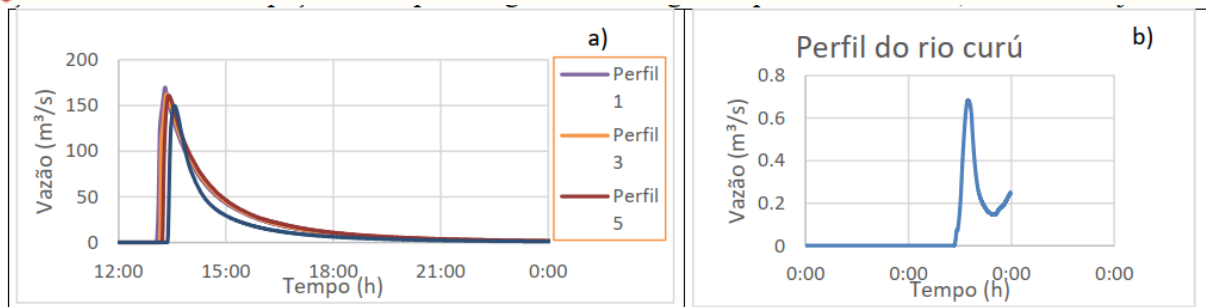 a)
200
150
100
50
0
Vazão (m³/s)
12:00 15:00 18:00 21:00 0:00
Tempo (h)
Perfil
1
Perfil
3
Perfil
5
b)
Perfil do rio curú
0.8
0.6
0.4
0.2
0
Vazão (m³/s)
0:00 0:00 0:00 0:00
Tempo (h)